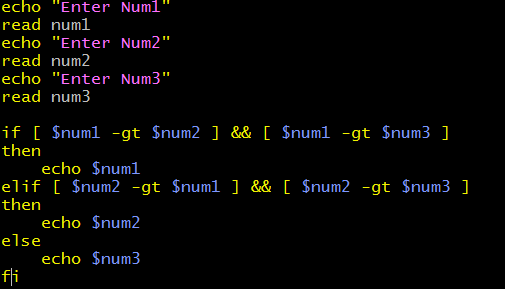 echo "Enter Num1"
read num1
echo "Enter Num2"
read num2
echo "Enter Num3"
read num3
if [ $num1 -gt $num2 ] && [ $num1 -gt $num3 ]
then
    echo $num1
elif [ $num2 -gt $num1 ] && [ $num2 -gt $num3 ]
then
    echo $num2
else
    echo $num3
fi